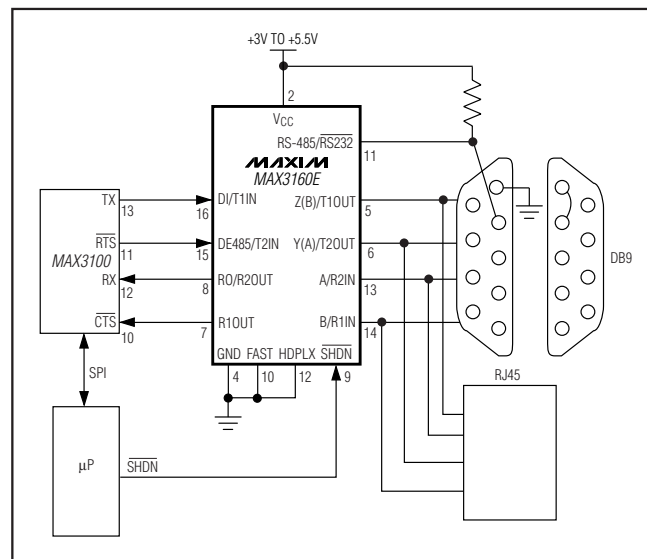 +3V TO +5.5V
2
VCC
RS-485/RS232
11
MAXIM
MAX3160E
TX
13
DI/T1IN
16
Z(B)/T1OUT
5
RTS
11
DE485/T2IN
15
Y(A)/T2OUT
6
DB9
MAX3100
RX
12
RO/R2OUT
8
A/R2IN
13
CTS
10
R1OUT
7
B/R1IN
14
GND FAST HDPLX SHDN
4 10 12 9
SPI
RJ45
µP
SHDN